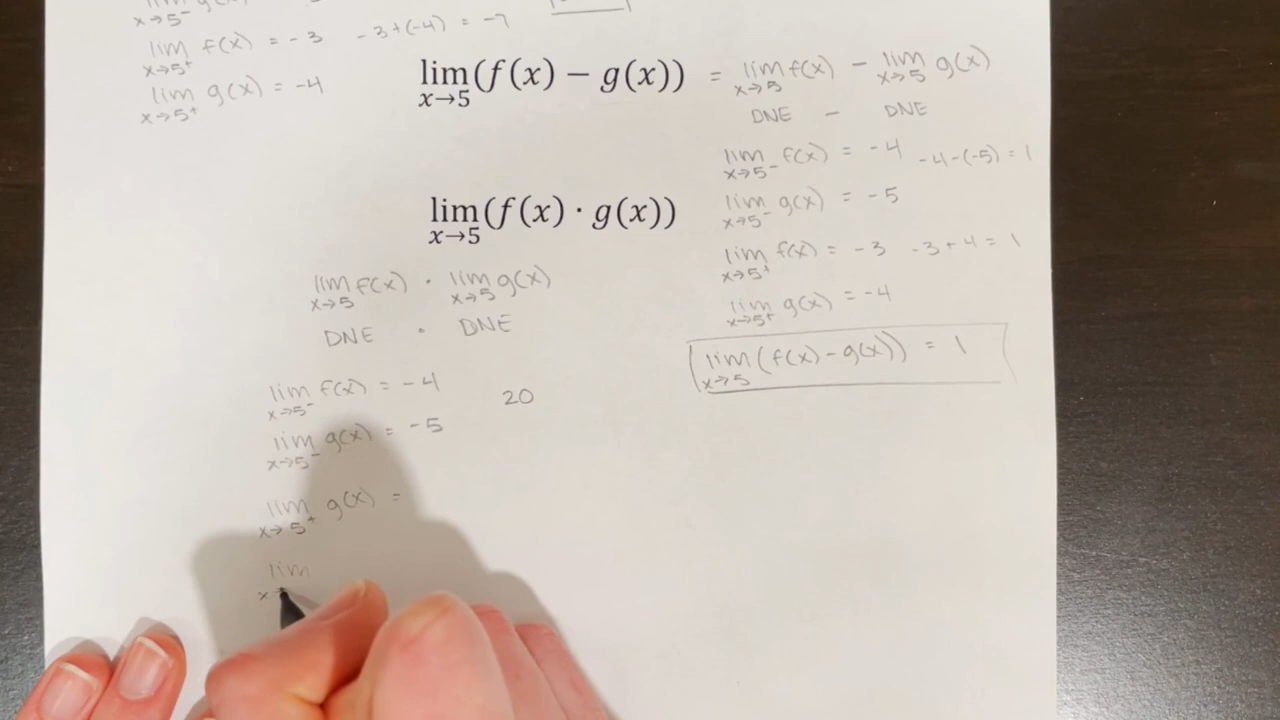 lim g(x)
x→5⁻
lim f(x) = -3   -3+(-4) = -7
x→5⁺
lim g(x) = -4
x→5⁺
lim(f(x) − g(x)) = lim f(x) − lim g(x)
x→5   x→5   x→5
DNE − DNE
lim f(x) = -4   -4-(-5) = 1
x→5⁻
lim g(x) = -5
x→5⁻
lim f(x) = -3   -3+4 = 1
x→5⁺
lim g(x) = -4
x→5⁺
lim (f(x) - g(x)) = 1
x→5
lim(f(x) · g(x))
x→5
lim f(x) · lim g(x)
x→5   x→5
DNE · DNE
lim f(x) = -4   20
x→5⁻
lim g(x) = -5
x→5⁻
lim g(x) =
x→5⁺
lim
x→